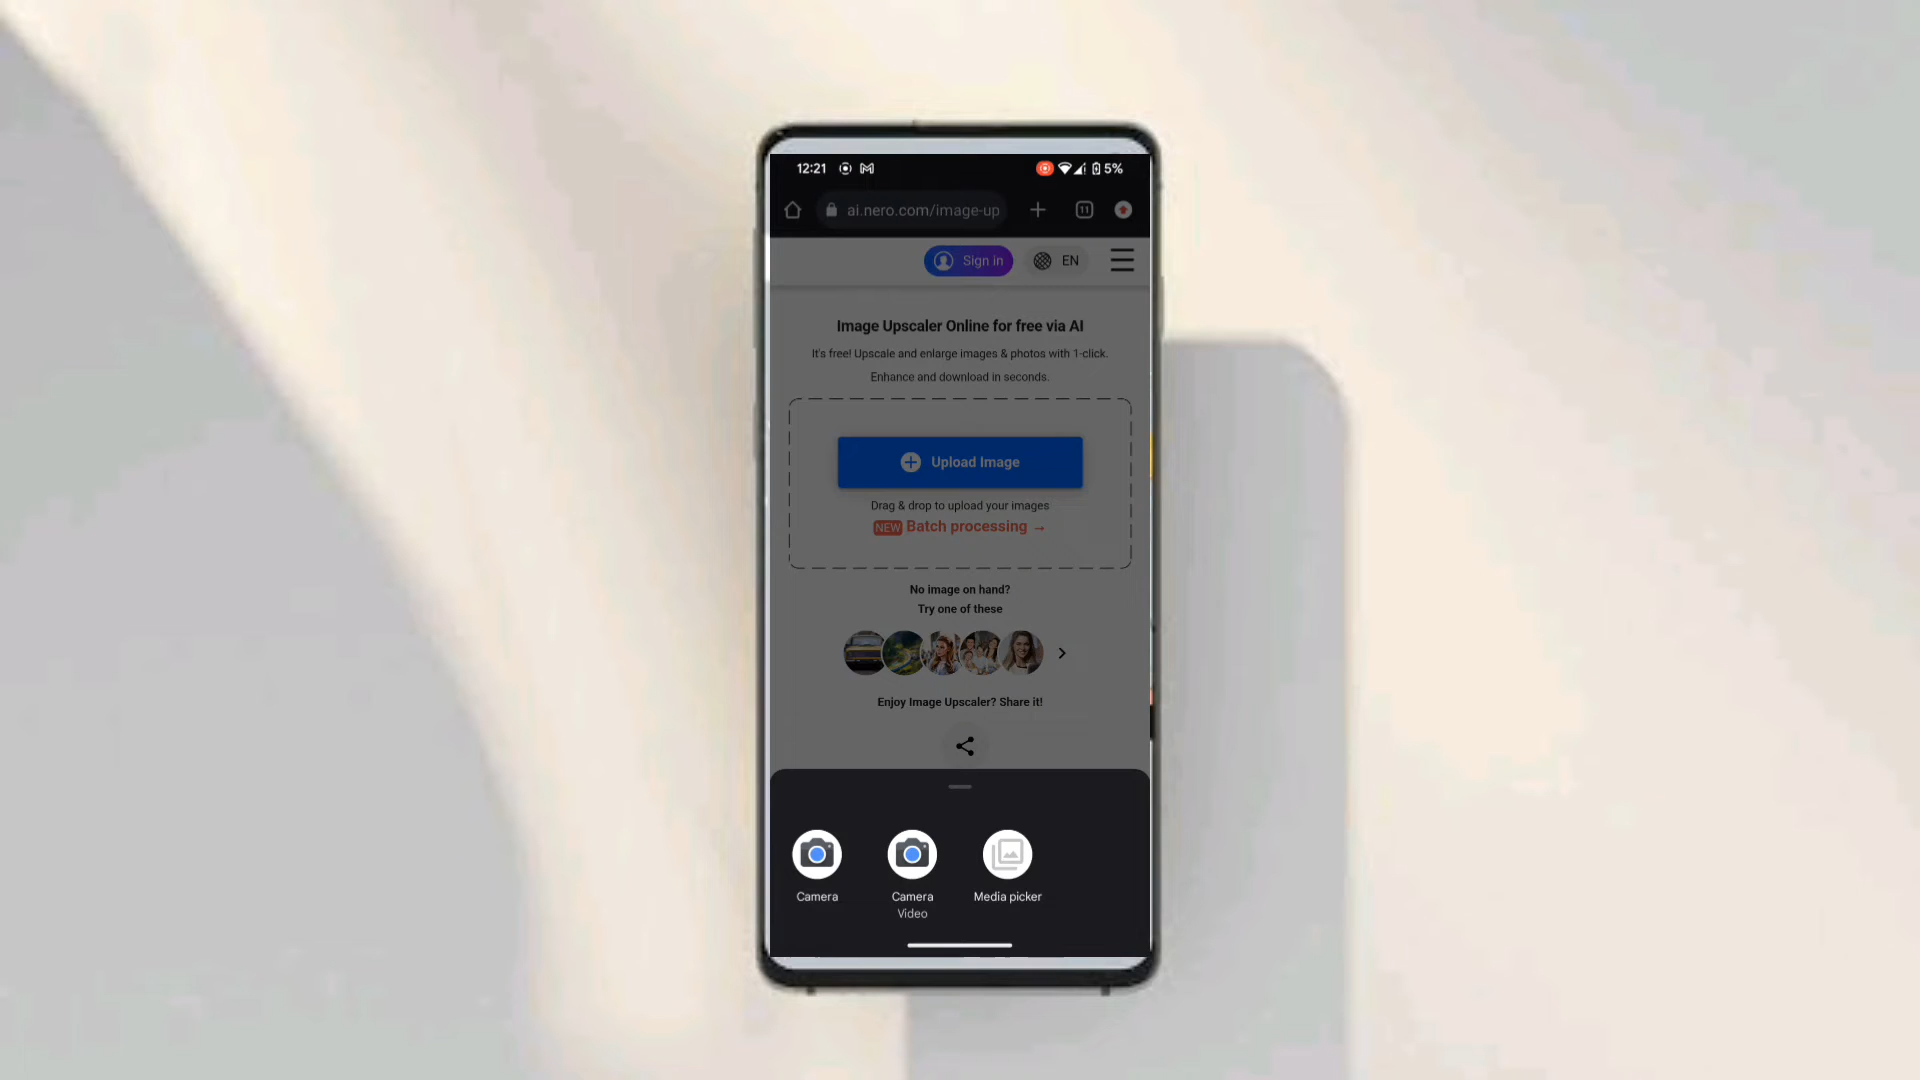 12:21
5%
ai.nero.com/image-up
11
Sign in
EN
Image Upscaler Online for free via AI
It's free! Upscale and enlarge images & photos with 1-click.
Enhance and download in seconds.
Upload Image
Drag & drop to upload your images
NEW Batch processing →
No image on hand?
Try one of these
Enjoy Image Upscaler? Share it!
Camera
Camera
Video
Media picker